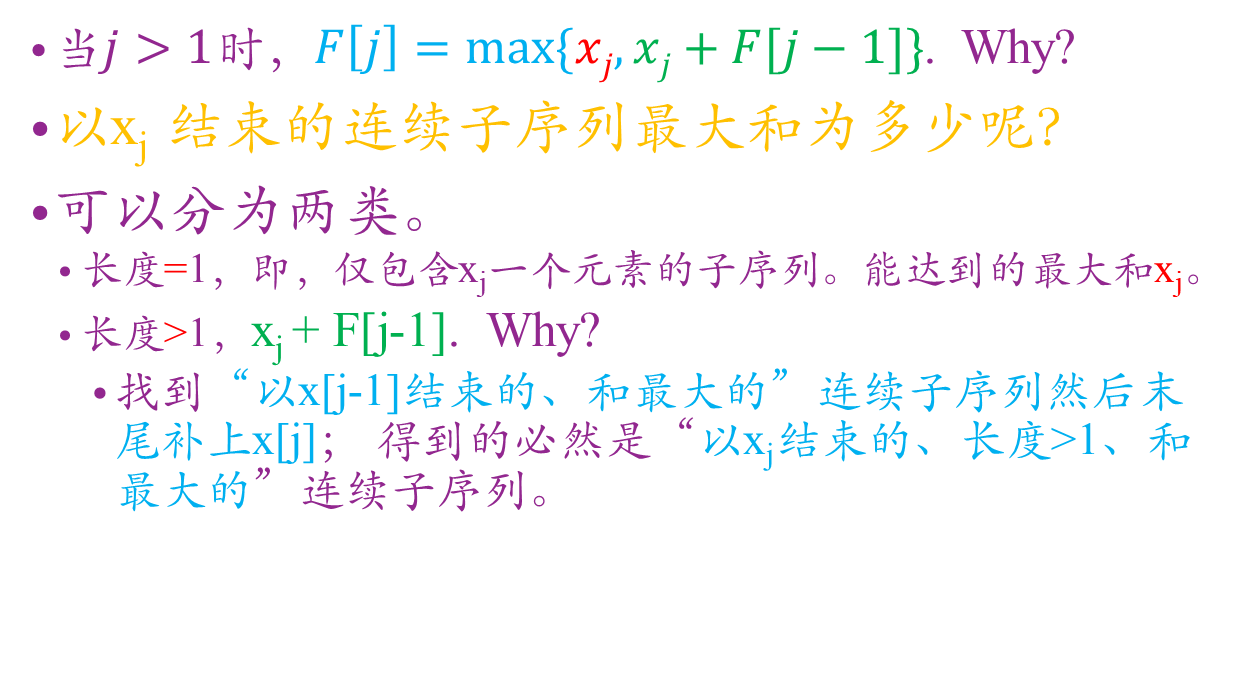 • 当𝑗 > 1时，𝐹[𝑗] = max{𝑥ⱼ, 𝑥ⱼ + 𝐹[𝑗 − 1]}. Why?
• 以xⱼ 结束的连续子序列最大和为多少呢?
• 可以分为两类。
• 长度=1，即，仅包含xⱼ一个元素的子序列。能达到的最大和xⱼ。
• 长度>1，xⱼ + F[j-1]. Why?
• 找到“以x[j-1]结束的、和最大的”连续子序列然后末
尾补上x[j]； 得到的必然是“以xⱼ结束的、长度>1、和
最大的”连续子序列。